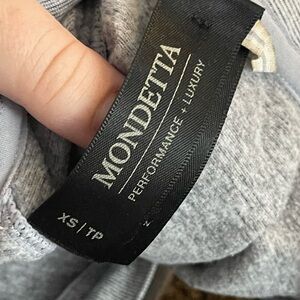 MONDETTA
PERFORMANCE + LUXURY
XS / TP